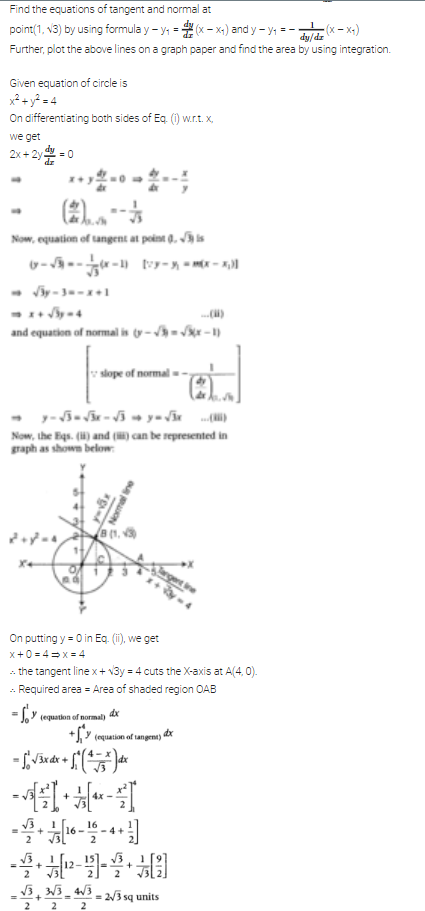 Find the equations of tangent and normal at
point(1, √3) by using formula y – y₁ = dy/dx (x – x₁) and y – y₁ = – 1/(dy/dx) (x – x₁)
Further, plot the above lines on a graph paper and find the area by using integration.
Given equation of circle is
x² + y² = 4
On differentiating both sides of Eq. (i) w.r.t. x,
we get
2x + 2y dy/dx = 0
⇒ x + y dy/dx = 0 ⇒ dy/dx = – x/y
⇒ (dy/dx)(1, √3) = – 1/√3
Now, equation of tangent at point (1, √3) is
(y – √3) = – 1/√3 (x – 1) [∵ y – y₁ = m(x – x₁)]
⇒ √3y – 3 = – x + 1
⇒ x + √3y = 4 ...(ii)
and equation of normal is (y – √3) = √3(x – 1)
[∵ slope of normal = – 1/(dy/dx)(1, √3)]
⇒ y – √3 = √3x – √3 ⇒ y = √3x ...(iii)
Now, the Eqs. (ii) and (iii) can be represented in
graph as shown below:
Y
5
4
3
2
1
y = √3x
Normal line
B (1, √3)
x² + y² = 4
C
A
X'
O
1
3
4
5
X
Tangent line
x + √3y = 4
On putting y = 0 in Eq. (ii), we get
x + 0 = 4 ⇒ x = 4
∴ the tangent line x + √3y = 4 cuts the X-axis at A(4, 0).
∴ Required area = Area of shaded region OAB
= ∫₀¹ y (equation of normal) dx
+ ∫₁⁴ y (equation of tangent) dx
= ∫₀¹ √3x dx + ∫₁⁴ ((4 – x)/√3) dx
= √3[x²/2]₀¹ + 1/√3 [4x – x²/2]₁⁴
= √3/2 + 1/√3 [16 – 16/2 – 4 + 1/2]
= √3/2 + 1/√3 [12 – 15/2] = √3/2 + 1/√3 [9/2]
= √3/2 + 3√3/2 = 4√3/2 = 2√3 sq units